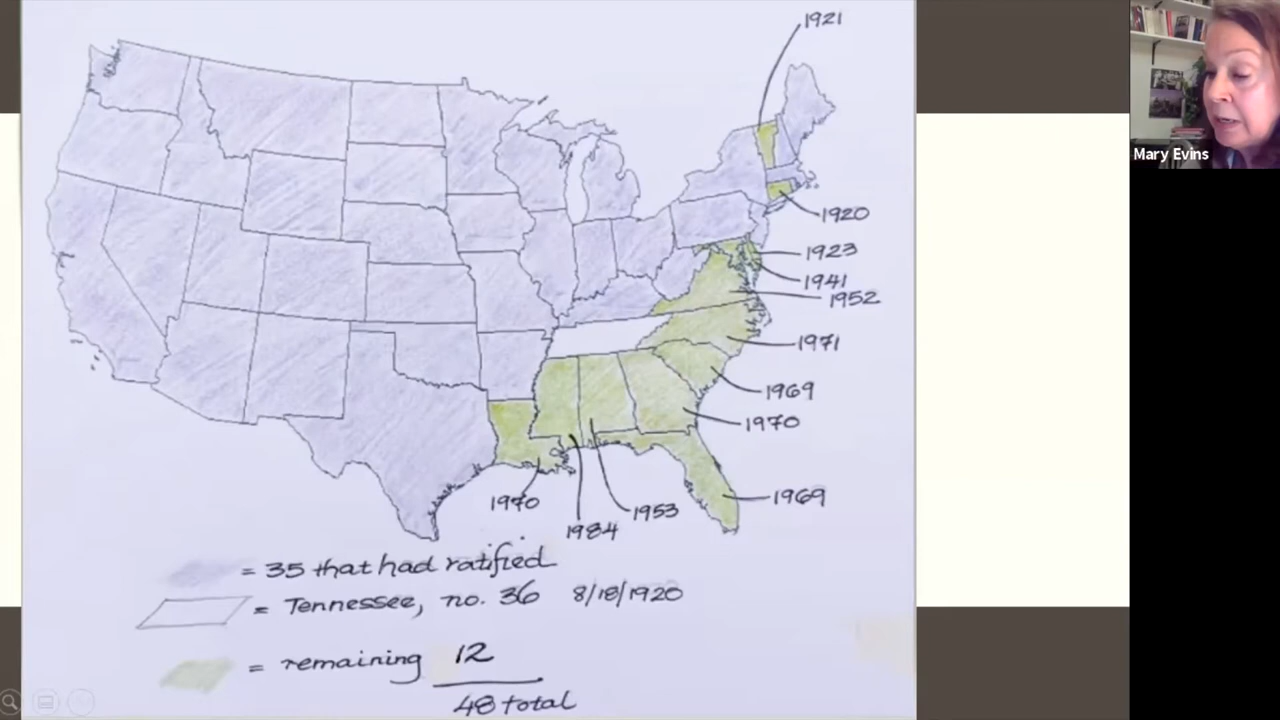 1921
Mary Evins
1920
1923
1941
1952
1971
1969
1970
1969
1970
1984
1953
= 35 that had ratified
= Tennessee, no. 36 8/18/1920
= remaining 12
48 total